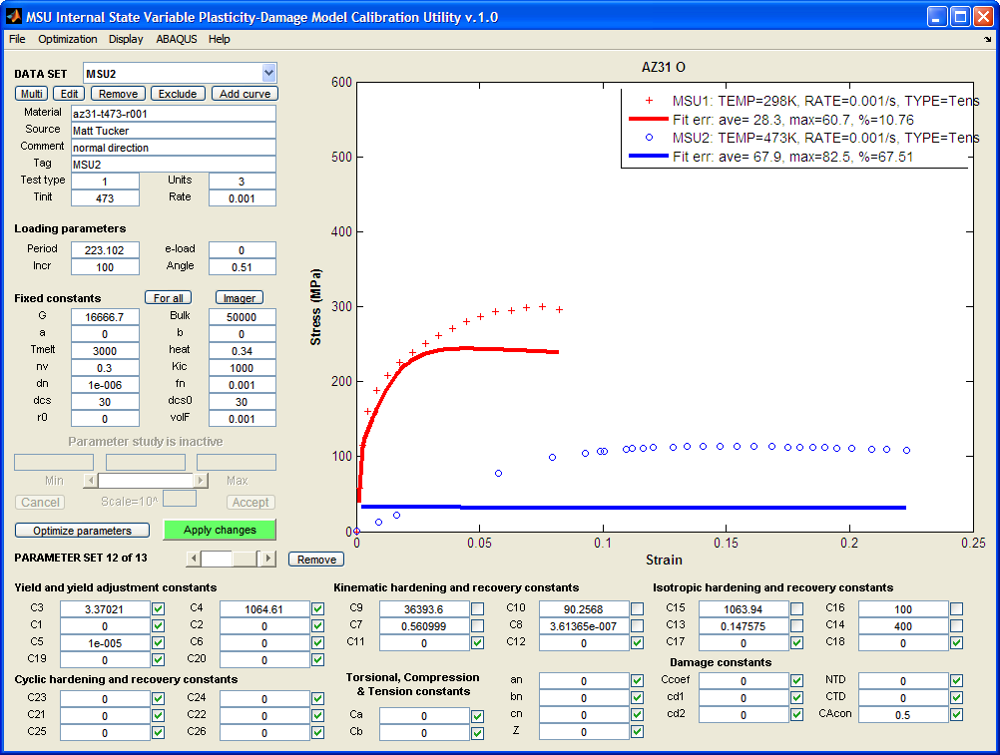 MSU Internal State Variable Plasticity-Damage Model Calibration Utility v.1.0
File Optimization Display ABAQUS Help
DATA SET MSU2
Multi Edit Remove Exclude Add curve
Material az31-t473-r001
Source Matt Tucker
Comment normal direction
Tag MSU2
Test type 1 Units 3
Tinit 473 Rate 0.001
Loading parameters
Period 223.102 e-load 0
Incr 100 Angle 0.51
Fixed constants For all Imager
G 16666.7 Bulk 50000
a 0 b 0
Tmelt 3000 heat 0.34
nv 0.3 Kic 1000
dn 1e-006 fn 0.001
dcs 30 dcs0 30
r0 0 volF 0.001
Parameter study is inactive
Min Max
Cancel Scale=10^ Accept
Optimize parameters Apply changes
PARAMETER SET 12 of 13 Remove
AZ31 O
MSU1: TEMP=298K, RATE=0.001/s, TYPE=Tens
Fit err: ave= 28.3, max=60.7, %=10.76
MSU2: TEMP=473K, RATE=0.001/s, TYPE=Tens
Fit err: ave= 67.9, max=82.5, %=67.51
600
500
400
300
200
100
0
Stress (MPa)
0 0.05 0.1 0.15 0.2 0.25
Strain
Yield and yield adjustment constants
C3 3.37021 C4 1064.61
C1 0 C2 0
C5 1e-005 C6 0
C19 0 C20 0
Cyclic hardening and recovery constants
C23 0 C24 0
C21 0 C22 0
C25 0 C26 0
Kinematic hardening and recovery constants
C9 36393.6 C10 90.2568
C7 0.560999 C8 3.61365e-007
C11 0 C12 0
Torsional, Compression
& Tension constants
Ca 0
Cb 0
an 0
bn 0
cn 0
Z 0
Isotropic hardening and recovery constants
C15 1063.94 C16 100
C13 0.147575 C14 400
C17 0 C18 0
Damage constants
Ccoef 0 NTD 0
cd1 0 CTD 0
cd2 0 CAcon 0.5